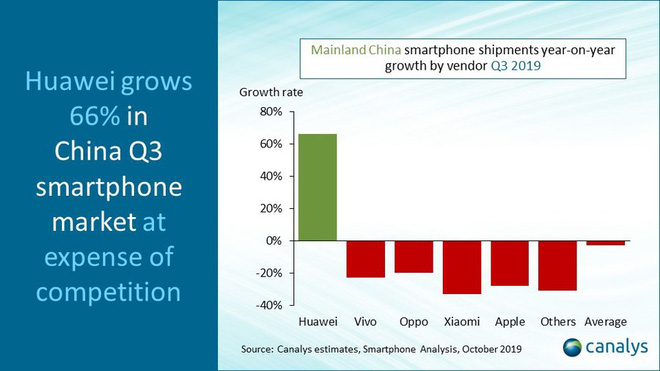 Huawei grows
66% in
China Q3
smartphone
market at
expense of
competition
Mainland China smartphone shipments year-on-year
growth by vendor Q3 2019
Growth rate
80%
60%
40%
20%
0%
-20%
-40%
Huawei Vivo Oppo Xiaomi Apple Others Average
Source: Canalys estimates, Smartphone Analysis, October 2019
canalys